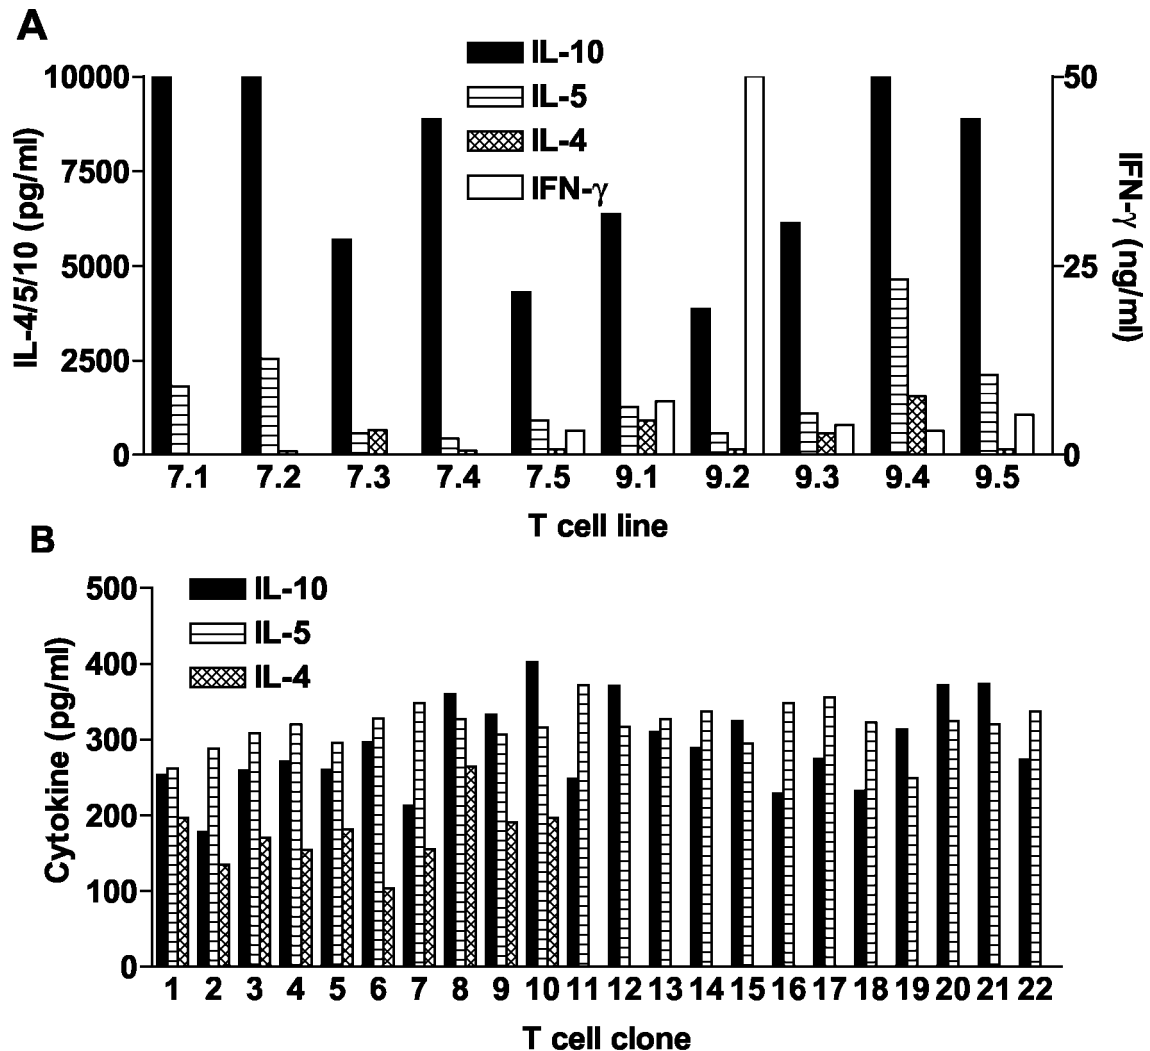 A
IL-10
IL-5
IL-4
IFN-γ
10000
7500
5000
2500
0
IL-4/5/10 (pg/ml)
50
25
0
IFN-γ (ng/ml)
7.1 7.2 7.3 7.4 7.5 9.1 9.2 9.3 9.4 9.5
T cell line
B
IL-10
IL-5
IL-4
500
400
300
200
100
0
Cytokine (pg/ml)
1 2 3 4 5 6 7 8 9 10 11 12 13 14 15 16 17 18 19 20 21 22
T cell clone